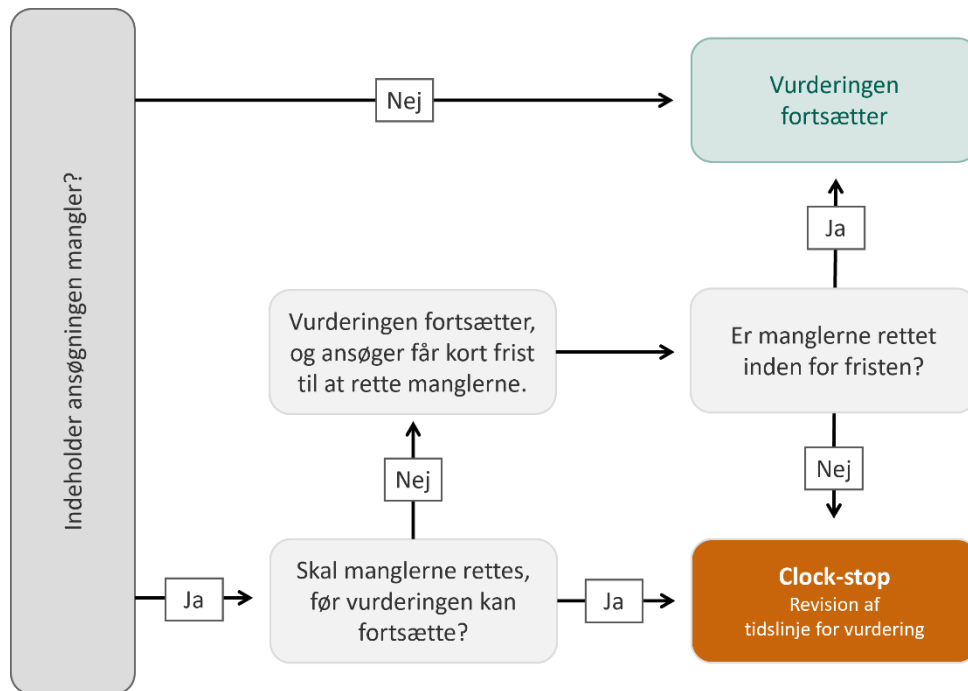 Indeholder ansøgningen mangler?
Nej
Vurderingen
fortsætter
Ja
Vurderingen fortsætter,
og ansøger får kort frist
til at rette manglerne.
Er manglerne rettet
inden for fristen?
Nej
Nej
Ja
Skal manglerne rettes,
før vurderingen kan
fortsætte?
Ja
Clock-stop
Revision af
tidslinje for vurdering